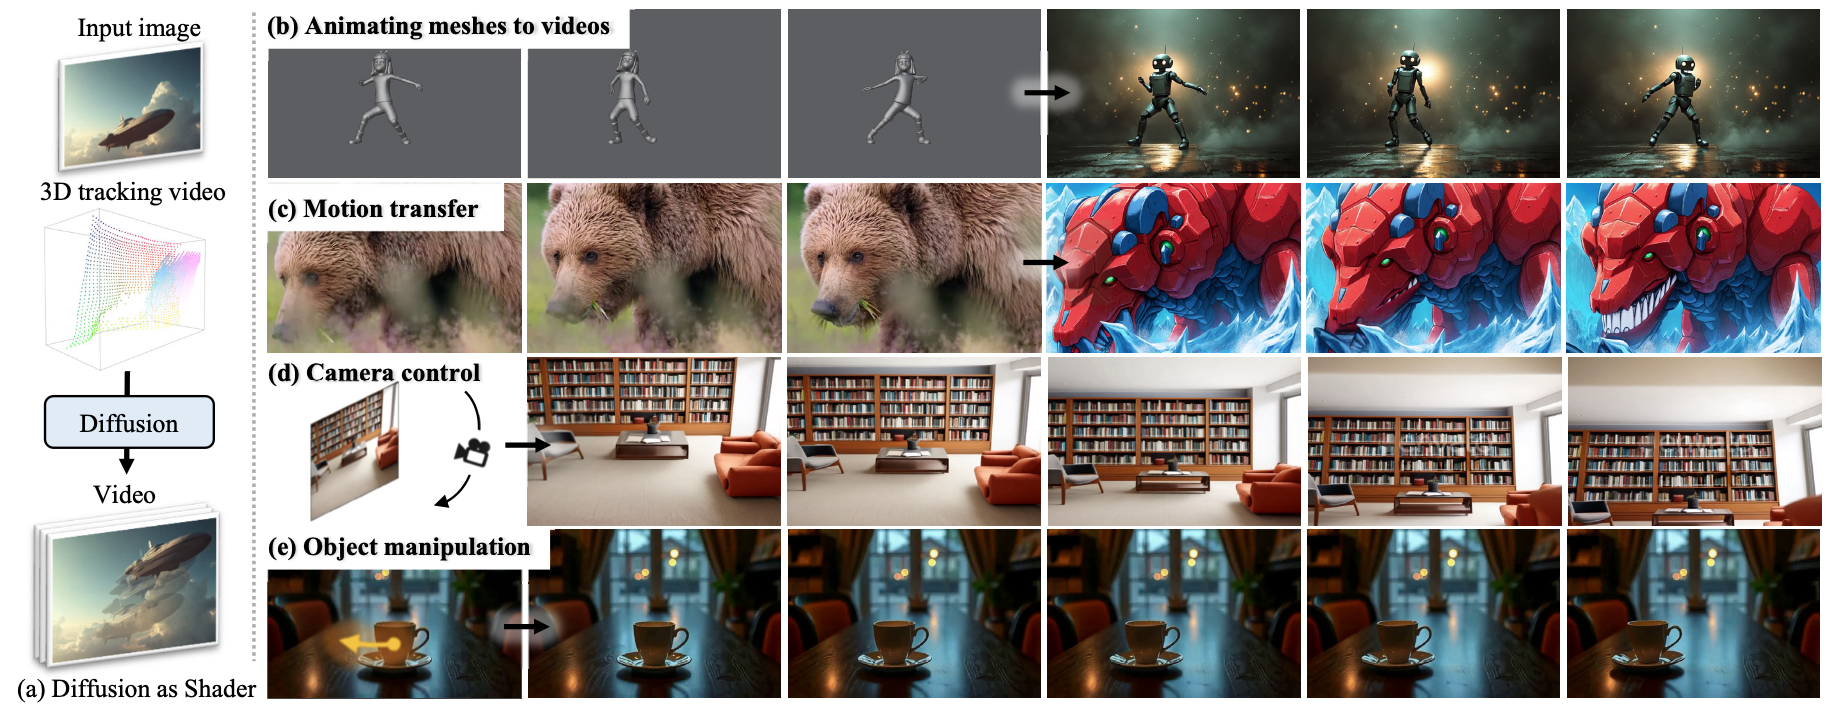 Input image
3D tracking video
Diffusion
Video
(a) Diffusion as Shader
(b) Animating meshes to videos
(c) Motion transfer
(d) Camera control
(e) Object manipulation